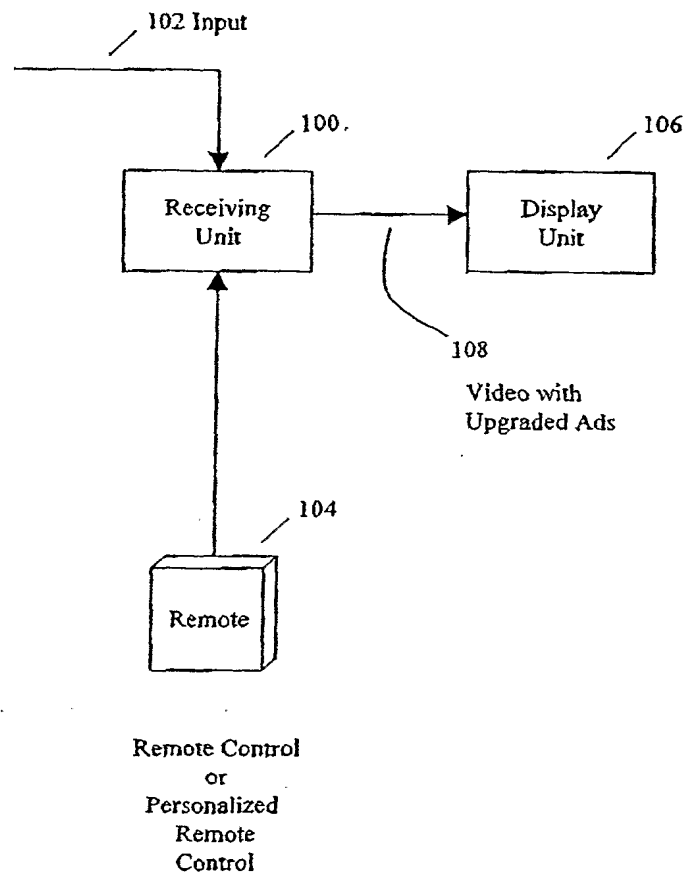 102 Input
100.
106
Receiving
Unit
Display
Unit
108
Video with
Upgraded Ads
104
Remote
Remote Control
or
Personalized
Remote
Control